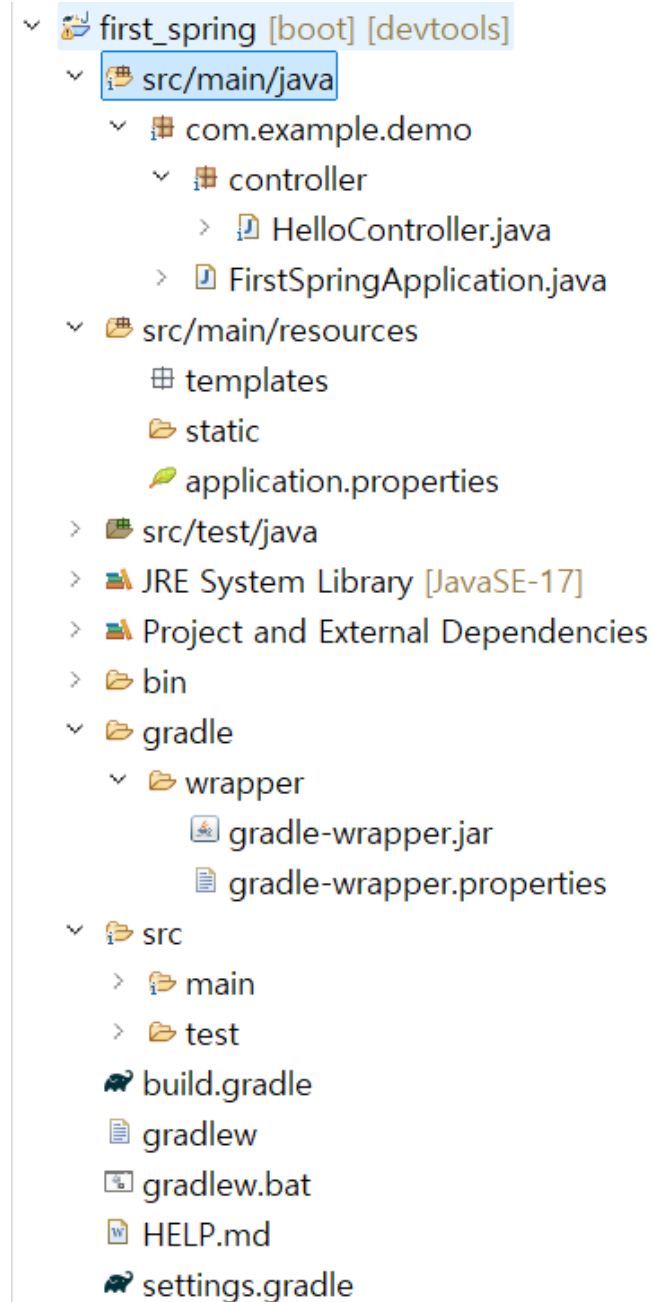 first_spring [boot] [devtools]
src/main/java
com.example.demo
controller
HelloController.java
FirstSpringApplication.java
src/main/resources
templates
static
application.properties
src/test/java
JRE System Library [JavaSE-17]
Project and External Dependencies
bin
gradle
wrapper
gradle-wrapper.jar
gradle-wrapper.properties
src
main
test
build.gradle
gradlew
gradlew.bat
HELP.md
settings.gradle